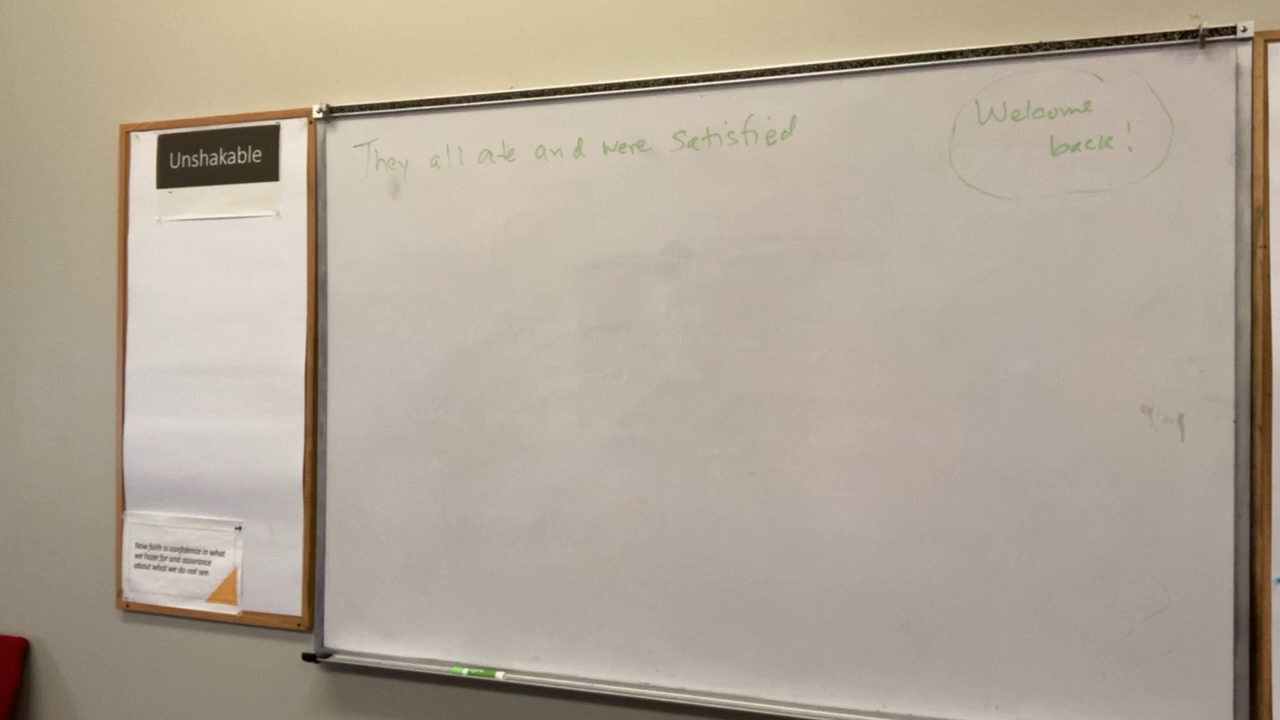 Unshakable
They all ate and were satisfied
Welcome
back!
Now faith is confidence in what
we hope for and assurance
about what we do not see.